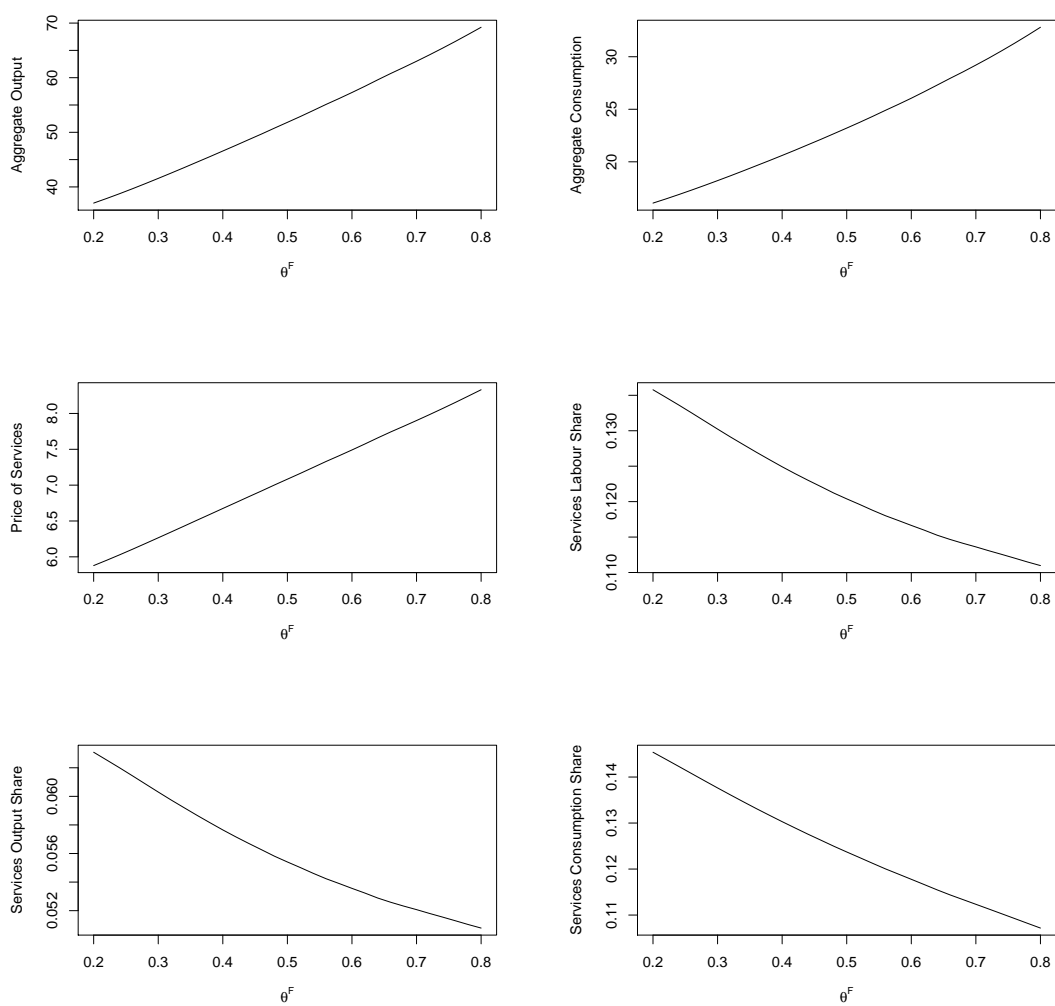 Aggregate Output
40 50 60 70
0.2 0.3 0.4 0.5 0.6 0.7 0.8
θF
Aggregate Consumption
20 25 30
0.2 0.3 0.4 0.5 0.6 0.7 0.8
θF
Price of Services
6.0 6.5 7.0 7.5 8.0
0.2 0.3 0.4 0.5 0.6 0.7 0.8
θF
Services Labour Share
0.110 0.120 0.130
0.2 0.3 0.4 0.5 0.6 0.7 0.8
θF
Services Output Share
0.052 0.056 0.060
0.2 0.3 0.4 0.5 0.6 0.7 0.8
θF
Services Consumption Share
0.11 0.12 0.13 0.14
0.2 0.3 0.4 0.5 0.6 0.7 0.8
θF